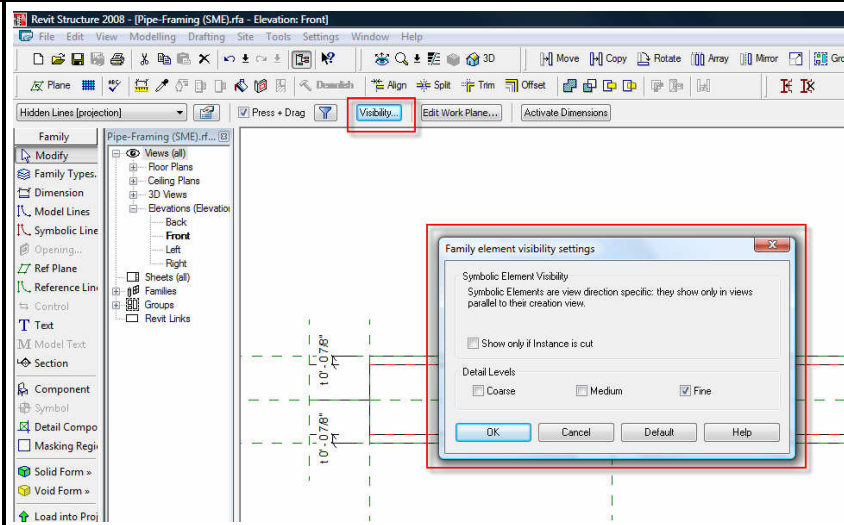 Revit Structure 2008 - [Pipe-Framing (SME).rfa - Elevation: Front]
File Edit View Modelling Drafting Site Tools Settings Window Help
3D Move Copy Rotate Array Mirror Gro
Plane Demolish Align Split Trim Offset
Hidden Lines [projection] Press + Drag Visibility... Edit Work Plane... Activate Dimensions
Family
Modify
Family Types.
Dimension
Model Lines
Symbolic Line
Opening...
Ref Plane
Reference Line
Control
Text
Model Text
Section
Component
Symbol
Detail Compo
Masking Regi
Solid Form »
Void Form »
Load into Proj
Pipe-Framing (SME).rf...
Views (all)
Floor Plans
Ceiling Plans
3D Views
Elevations (Elevation
Back
Front
Left
Right
Sheets (all)
Families
Groups
Revit Links
t 0' - 0 7/8"
t 0' - 0 7/8"
Family element visibility settings
Symbolic Element Visibility
Symbolic Elements are view direction specific: they show only in views
parallel to their creation view.
Show only if Instance is cut
Detail Levels
Coarse Medium Fine
OK Cancel Default Help